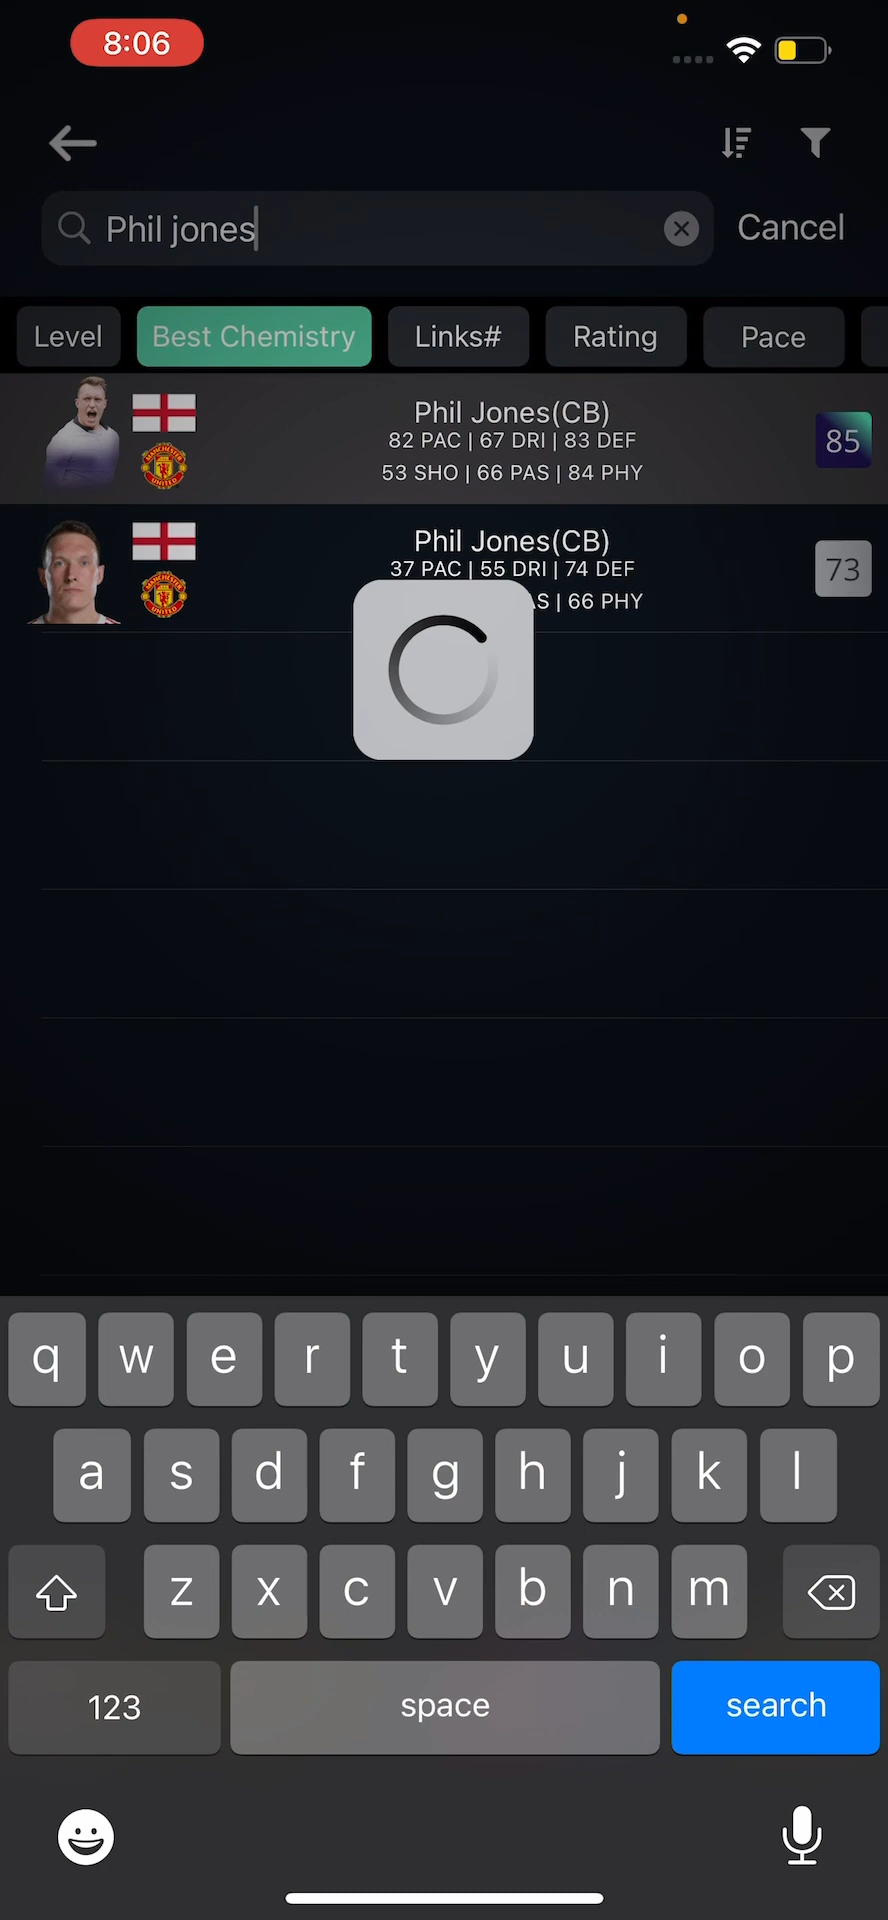 8:06
Phil jones
Cancel
Level
Best Chemistry
Links#
Rating
Pace
Phil Jones(CB)
82 PAC | 67 DRI | 83 DEF
53 SHO | 66 PAS | 84 PHY
85
Phil Jones(CB)
37 PAC | 55 DRI | 74 DEF
| 66 PHY
73
q w e r t y u i o p
a s d f g h j k l
z x c v b n m
123
space
search